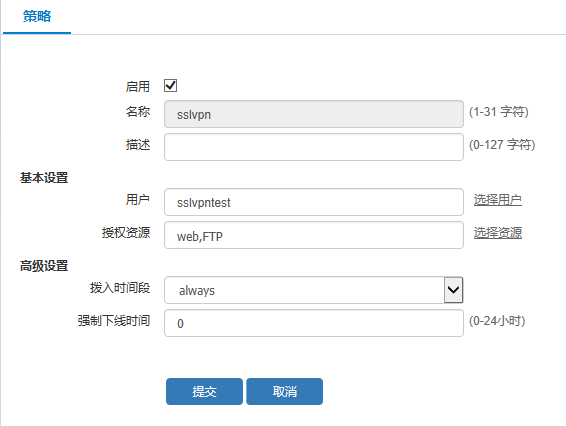 策略
启用
名称 sslvpn (1-31 字符)
描述 (0-127 字符)
基本设置
用户 sslvpntest 选择用户
授权资源 web,FTP 选择资源
高级设置
拨入时间段 always
强制下线时间 0 (0-24小时)
提交 取消